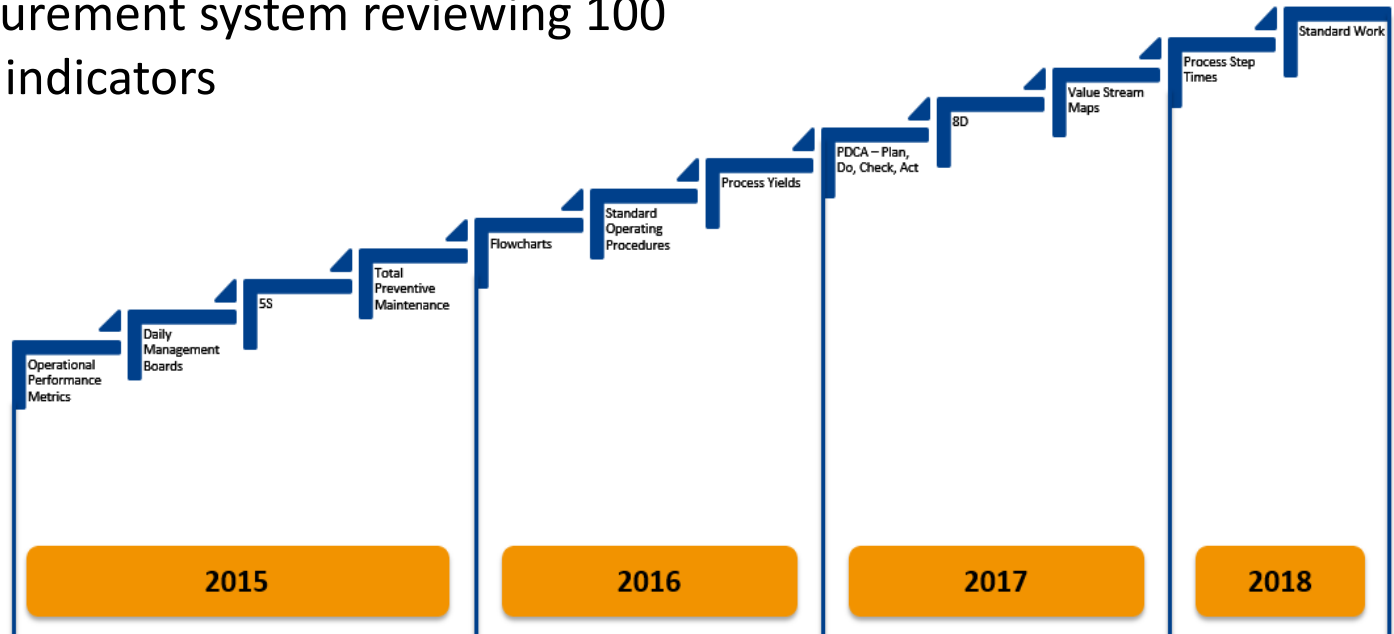 urement system reviewing 100
indicators
Standard Work
Process Step
Times
Value Stream
Maps
8D
PDCA – Plan,
Do, Check, Act
Process Yields
Standard
Operating
Procedures
Flowcharts
Total
Preventive
Maintenance
5S
Daily
Management
Boards
Operational
Performance
Metrics
2015
2016
2017
2018